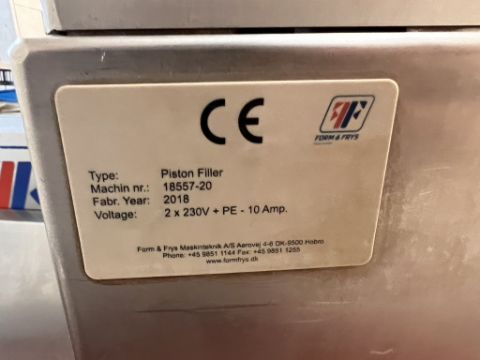 CE
FORM & FRYS
Type: Piston Filler
Machin nr.: 18557-20
Fabr. Year: 2018
Voltage: 2 x 230V + PE - 10 Amp.
Form & Frys Maskinteknik A/S Aerovej 4-6 DK-9500 Hobro
Phone: +45 9851 1144 Fax: +45 9851 1255
www.formfrys.dk